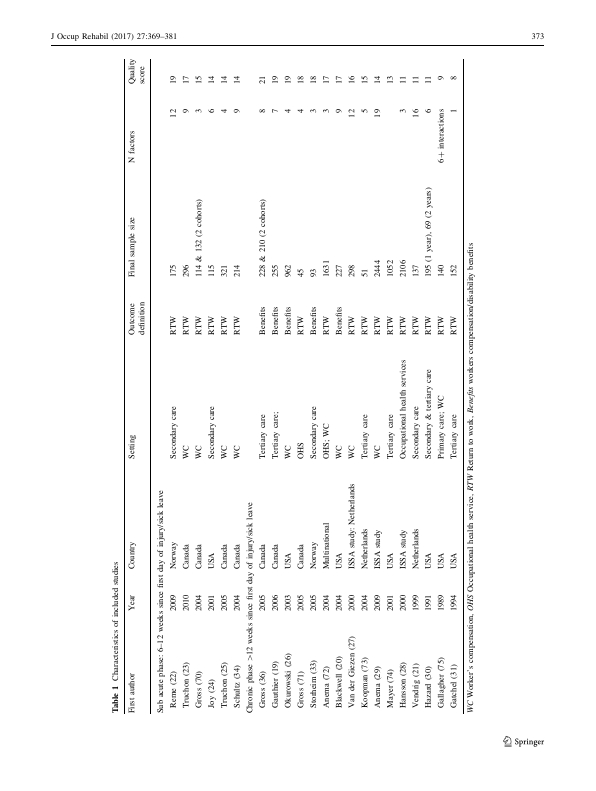 J Occup Rehabil (2017) 27:369–381
373
Table 1 Characteristics of included studies
First author Year Country Setting Outcome definition Final sample size N factors Quality score
Sub acute phase: 6–12 weeks since first day of injury/sick leave
Reme (22) 2009 Norway Secondary care RTW 175 12 19
Truchon (23) 2010 Canada WC RTW 296 9 17
Gross (70) 2004 Canada WC RTW 114 & 132 (2 cohorts) 3 15
Joy (24) 2001 USA Secondary care RTW 115 6 14
Truchon (25) 2005 Canada WC RTW 321 4 14
Schultz (34) 2004 Canada WC RTW 214 9 14
Chronic phase >12 weeks since first day of injury/sick leave
Gross (36) 2005 Canada Tertiary care Benefits 228 & 210 (2 cohorts) 8 21
Gauthier (19) 2006 Canada Tertiary care; Benefits 255 7 19
Okurowski (26) 2003 USA WC Benefits 962 4 19
Gross (71) 2005 Canada OHS RTW 45 4 18
Storheim (33) 2005 Norway Secondary care Benefits 93 3 18
Anema (72) 2004 Multinational OHS; WC RTW 1631 3 17
Blackwell (20) 2004 USA WC Benefits 227 9 17
Van der Giezen (27) 2000 ISSA study: Netherlands WC RTW 298 12 16
Koopman (73) 2004 Netherlands Tertiary care RTW 51 5 15
Anema (29) 2009 ISSA study WC RTW 2444 19 14
Mayer (74) 2001 USA Tertiary care RTW 1052 13
Hansson (28) 2000 ISSA study Occupational health services RTW 2106 3 11
Vendrig (21) 1999 Netherlands Secondary care RTW 137 16 11
Hazard (30) 1991 USA Secondary & tertiary care RTW 195 (1 year), 69 (2 years) 6 11
Gallagher (75) 1989 USA Primary care; WC RTW 140 6 + interactions 9
Gatchel (31) 1994 USA Tertiary care RTW 152 1 8
WC Worker's compensation, OHS Occupational health service, RTW Return to work, Benefits workers compensation/disability benefits
Springer